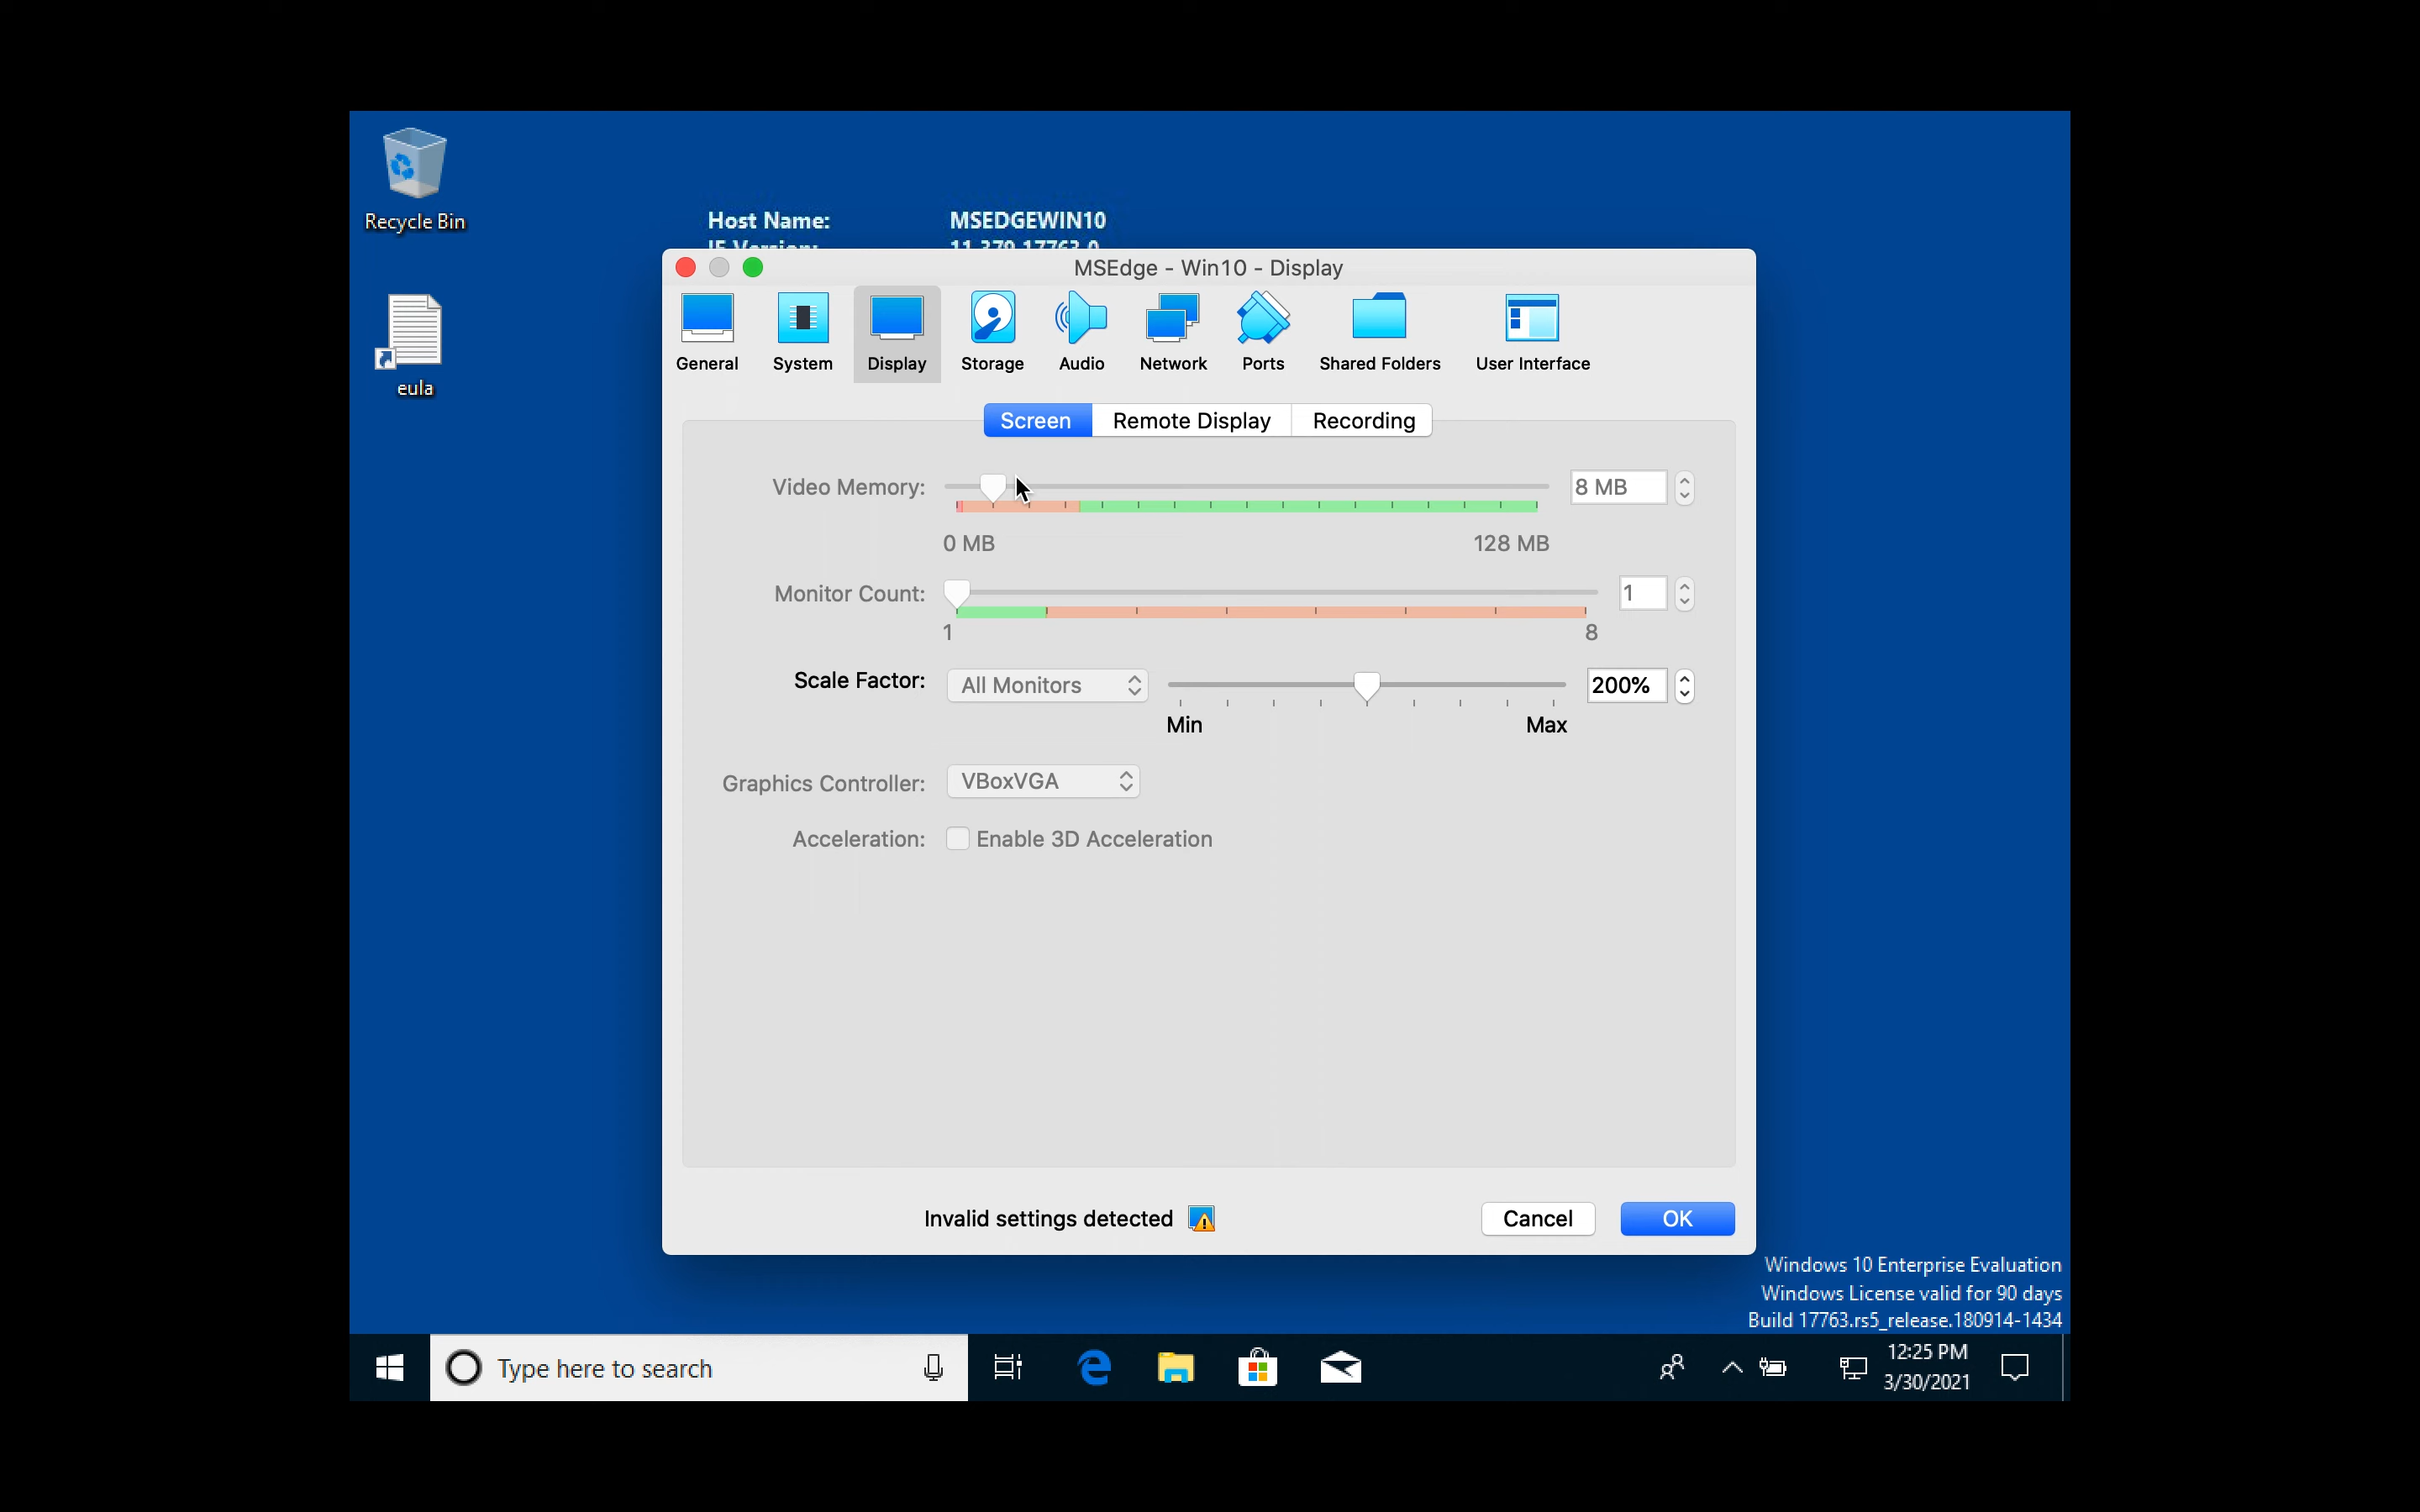 Recycle Bin
eula
Host Name: MSEDGEWIN10
MSEdge - Win10 - Display
General System Display Storage Audio Network Ports Shared Folders User Interface
Screen Remote Display Recording
Video Memory: 8 MB
0 MB 128 MB
Monitor Count: 1
1 8
Scale Factor: All Monitors 200%
Min Max
Graphics Controller: VBoxVGA
Acceleration: Enable 3D Acceleration
Invalid settings detected Cancel OK
Windows 10 Enterprise Evaluation
Windows License valid for 90 days
Build 17763.rs5_release.180914-1434
Type here to search
12:25 PM
3/30/2021